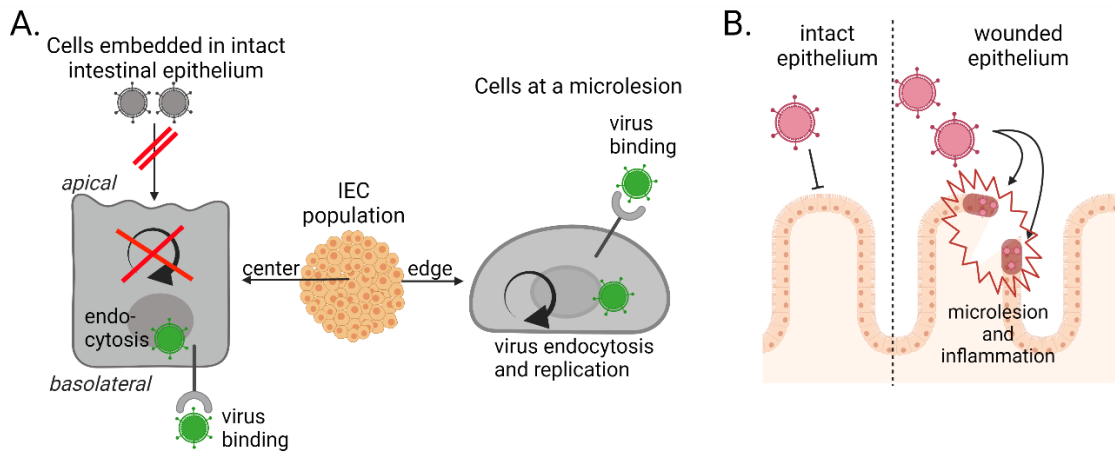 A.
Cells embedded in intact
intestinal epithelium
apical
endo-
cytosis
basolateral
virus
binding
center
IEC
population
edge
Cells at a microlesion
virus
binding
virus endocytosis
and replication
B.
intact
epithelium
wounded
epithelium
microlesion
and
inflammation